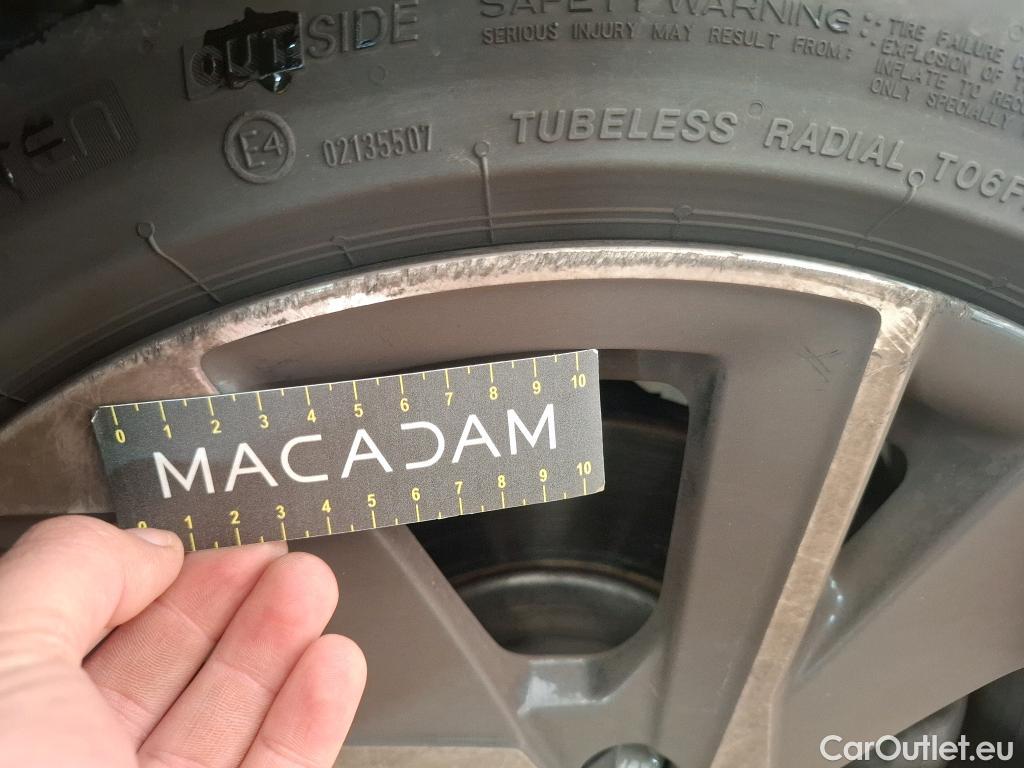 OUTSIDE
SAFETY WARNING :
SERIOUS INJURY MAY RESULT FROM:
TIRE FAILURE
EXPLOSION OF
INFLATE TO
ONLY SPECIALLY
E4 02135507
TUBELESS RADIAL T06F
0 1 2 3 4 5 6 7 8 9 10
MACADAM
0 1 2 3 4 5 6 7 8 9 10
CarOutlet.eu